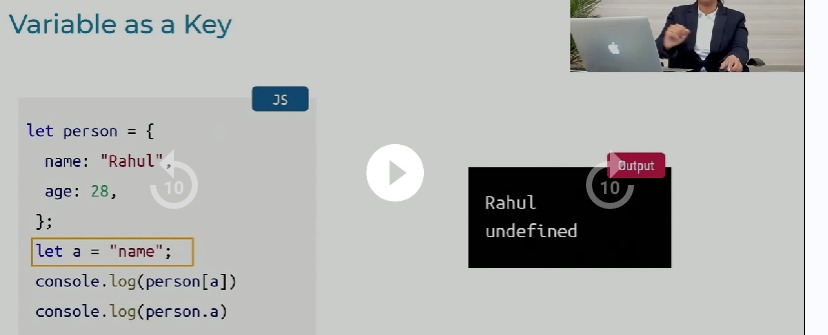 Variable as a Key
JS
let person = {
name: "Rahul",
age: 28,
};
let a = "name";
console.log(person[a])
console.log(person.a)
10
10
Output
Rahul
undefined